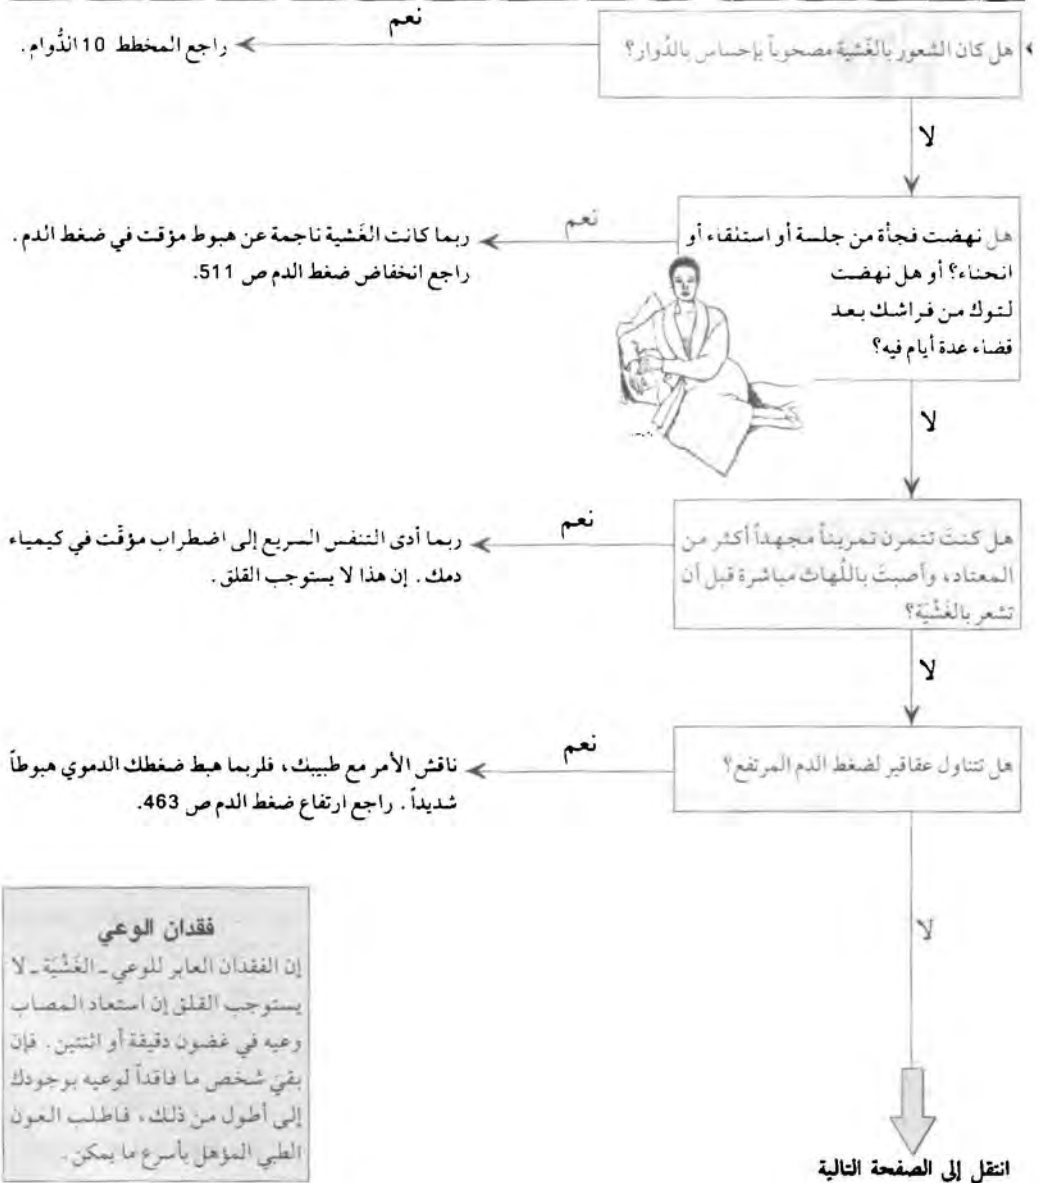 هل كان الشعور بالغَشية مصحوباً بإحساس بالدُوار؟
نعم
راجع المخطط 10 الدُّوام.
لا
هل نهضت فجأة من جلسة أو استلقاء أو
انحناء؟ أو هل نهضت
لتوك من فراشك بعد
قضاء عدة أيام فيه؟
نعم
ربما كانت الغَشية ناجمة عن هبوط مؤقت في ضغط الدم.
راجع انخفاض ضغط الدم ص 511.
لا
هل كنتَ تتمرن تمريناً مجهداً أكثر من
المعتاد، وأصبتَ باللُهاث مباشرة قبل أن
تشعر بالغَشْيَة؟
نعم
ربما أدى التنفس السريع إلى اضطراب مؤقّت في كيمياء
دمك. إن هذا لا يستوجب القلق.
لا
هل تتناول عقاقير لضغط الدم المرتفع؟
نعم
ناقش الأمر مع طبيبك، فلربما هبط ضغطك الدموي هبوطاً
شديداً. راجع ارتفاع ضغط الدم ص 463.
لا
فقدان الوعي
إن الفقدان العابر للوعي ـ الغَشْيَة ـ لا
يستوجب القلق إن استعاد المصاب
وعيه في غضون دقيقة أو اثنتين. فإن
بقيَ شخص ما فاقداً لوعيه بوجودك
إلى أطول من ذلك، فاطلب العون
الطبي المؤهل بأسرع ما يمكن.
انتقل إلى الصفحة التالية